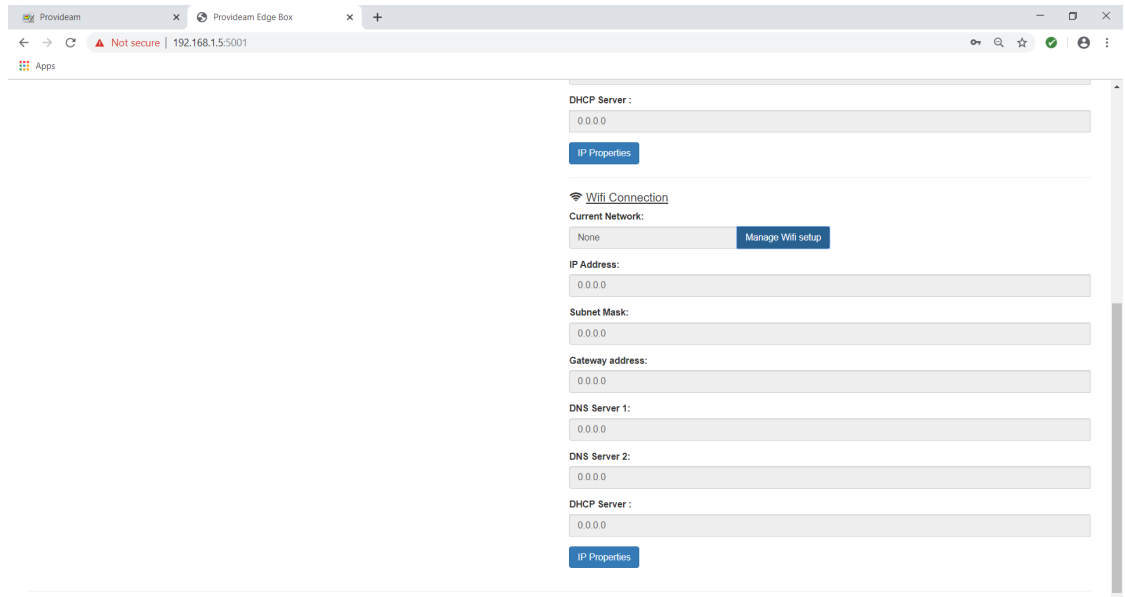 Provideam
Provideam Edge Box
Not secure | 192.168.1.5:5001
Apps
DHCP Server :
0.0.0.0
IP Properties
Wifi Connection
Current Network:
None Manage Wifi setup
IP Address:
0.0.0.0
Subnet Mask:
0.0.0.0
Gateway address:
0.0.0.0
DNS Server 1:
0.0.0.0
DNS Server 2:
0.0.0.0
DHCP Server :
0.0.0.0
IP Properties